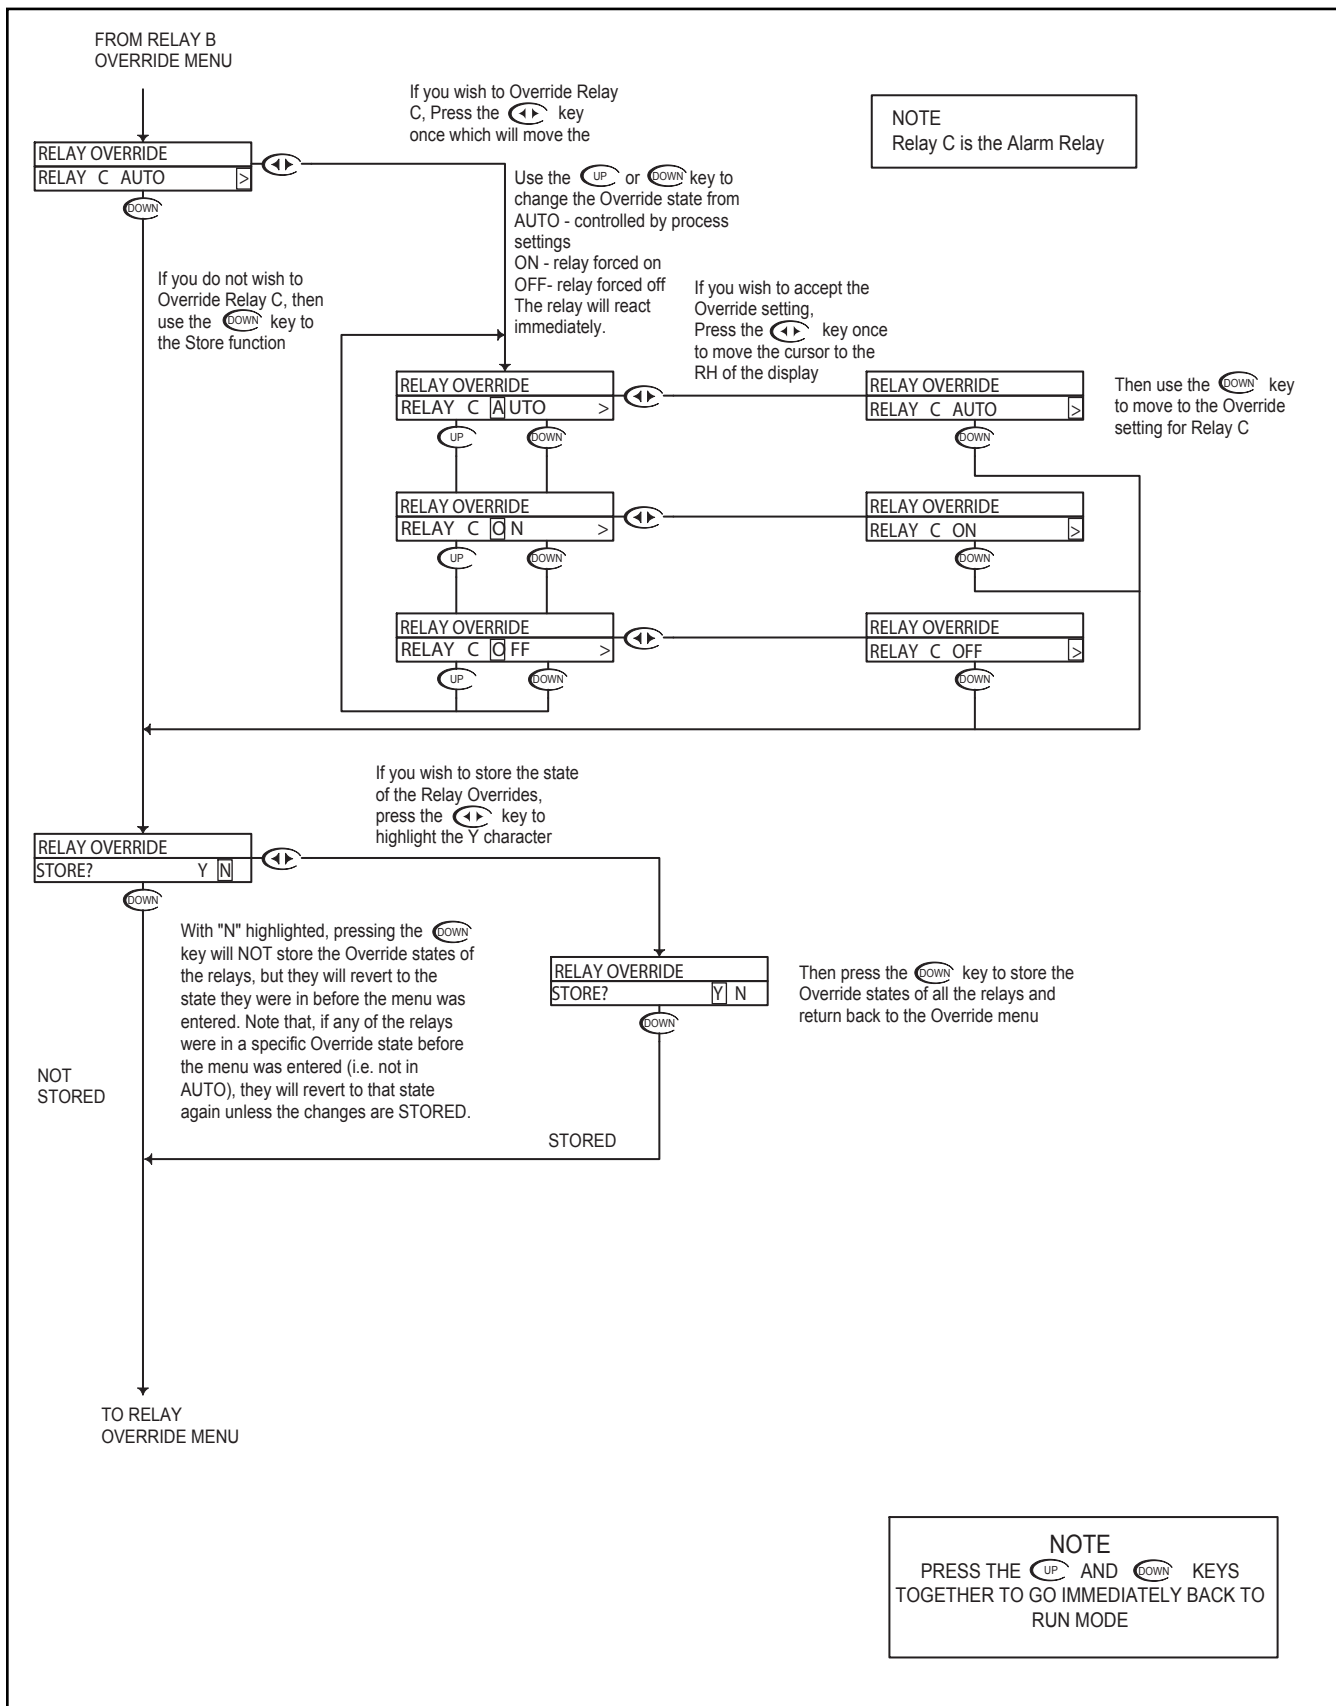 FROM RELAY B
OVERRIDE MENU
If you wish to Override Relay
C, Press the key
once which will move the
NOTE
Relay C is the Alarm Relay
RELAY OVERRIDE
RELAY C AUTO >
DOWN
Use the UP or DOWN key to
change the Override state from
AUTO - controlled by process
settings
ON - relay forced on
OFF- relay forced off
The relay will react
immediately.
If you do not wish to
Override Relay C, then
use the DOWN key to
the Store function
If you wish to accept the
Override setting,
Press the key once
to move the cursor to the
RH of the display
RELAY OVERRIDE
RELAY C AUTO >
UP DOWN
RELAY OVERRIDE
RELAY C AUTO >
DOWN
Then use the DOWN key
to move to the Override
setting for Relay C
RELAY OVERRIDE
RELAY C ON >
UP DOWN
RELAY OVERRIDE
RELAY C ON >
DOWN
RELAY OVERRIDE
RELAY C OFF >
UP DOWN
RELAY OVERRIDE
RELAY C OFF >
DOWN
If you wish to store the state
of the Relay Overrides,
press the key to
highlight the Y character
RELAY OVERRIDE
STORE? Y N
DOWN
With "N" highlighted, pressing the DOWN
key will NOT store the Override states of
the relays, but they will revert to the
state they were in before the menu was
entered. Note that, if any of the relays
were in a specific Override state before
the menu was entered (i.e. not in
AUTO), they will revert to that state
again unless the changes are STORED.
RELAY OVERRIDE
STORE? Y N
DOWN
Then press the DOWN key to store the
Override states of all the relays and
return back to the Override menu
NOT
STORED
STORED
TO RELAY
OVERRIDE MENU
NOTE
PRESS THE UP AND DOWN KEYS
TOGETHER TO GO IMMEDIATELY BACK TO
RUN MODE